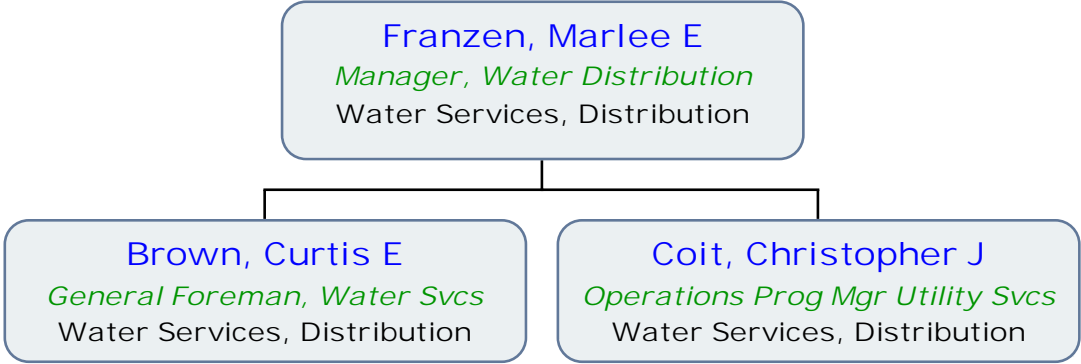 Franzen, Marlee E
Manager, Water Distribution
Water Services, Distribution
Brown, Curtis E
General Foreman, Water Svcs
Water Services, Distribution
Coit, Christopher J
Operations Prog Mgr Utility Svcs
Water Services, Distribution